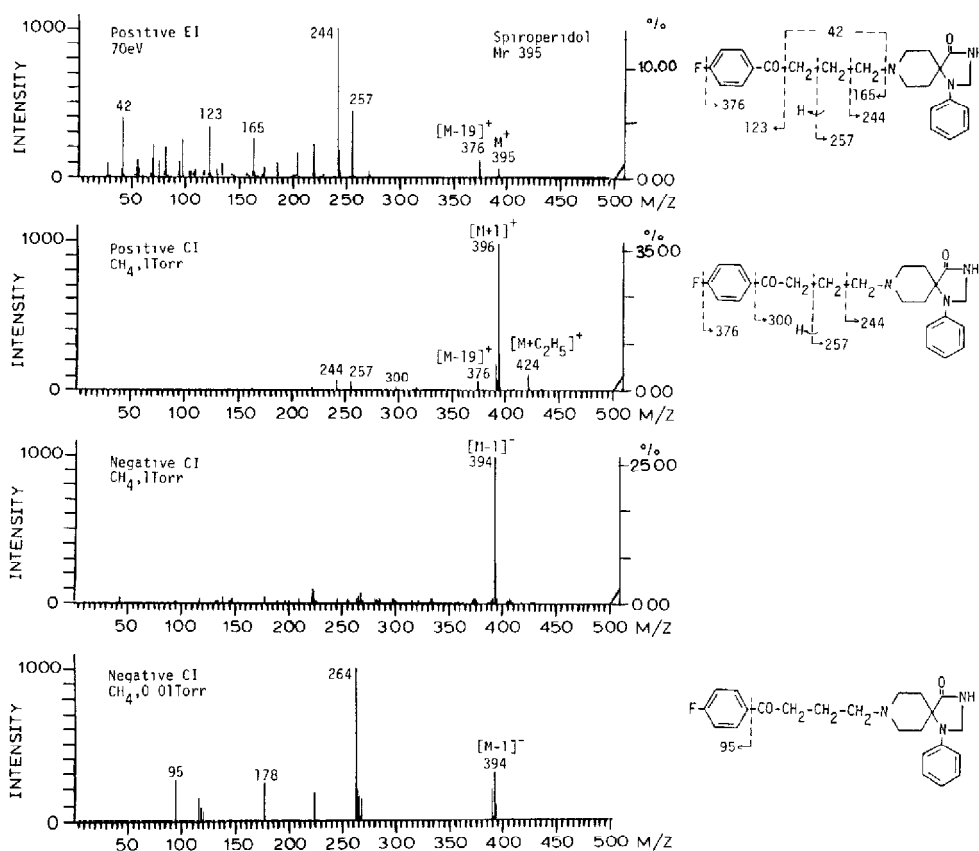 1000
INTENSITY
0
Positive EI
70eV
42
123
165
244
257
[M-19]+
376
M+
395
Spiroperidol
Mr 395
%
10.00
0.00
50 100 150 200 250 300 350 400 450 500 M/Z
42
F CO CH2 CH2 CH2 N O NH N
376
123
H
257
244
165
1000
INTENSITY
0
Positive CI
CH4,1Torr
244
257
300
[M-19]+
376
[M+1]+
396
[M+C2H5]+
424
%
35.00
0.00
50 100 150 200 250 300 350 400 450 500 M/Z
F CO CH2 CH2 CH2 N O NH N
376
300
H
257
244
1000
INTENSITY
0
Negative CI
CH4,1Torr
[M-1]-
394
%
25.00
0.00
50 100 150 200 250 300 350 400 450 500 M/Z
1000
INTENSITY
0
Negative CI
CH4,0 01Torr
95
178
264
[M-1]-
394
50 100 150 200 250 300 350 400 450 500 M/Z
F CO-CH2-CH2-CH2-N O NH N
95